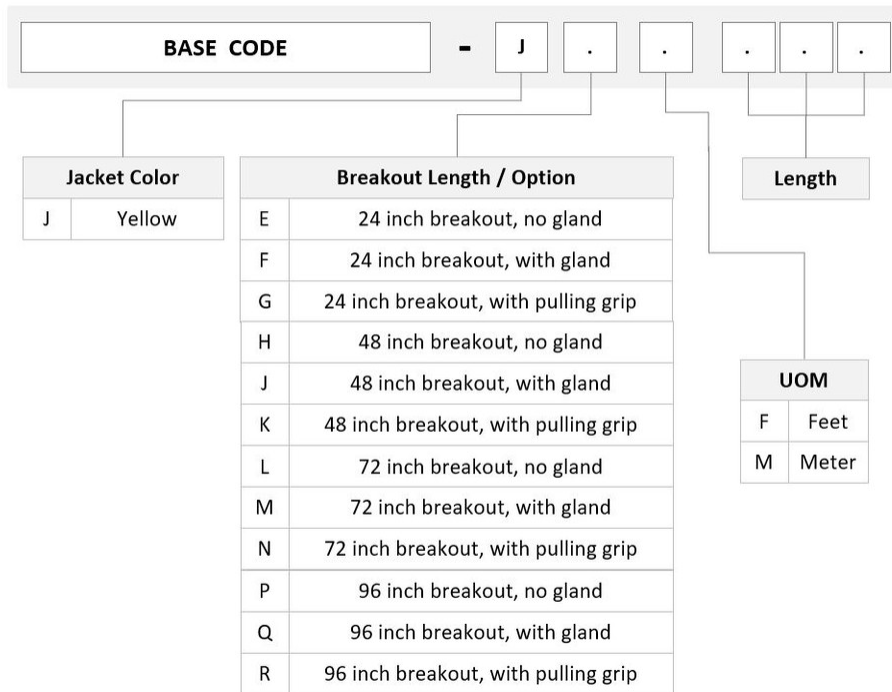 BASE CODE - J . . . . .
Jacket Color
J Yellow
Breakout Length / Option
E 24 inch breakout, no gland
F 24 inch breakout, with gland
G 24 inch breakout, with pulling grip
H 48 inch breakout, no gland
J 48 inch breakout, with gland
K 48 inch breakout, with pulling grip
L 72 inch breakout, no gland
M 72 inch breakout, with gland
N 72 inch breakout, with pulling grip
P 96 inch breakout, no gland
Q 96 inch breakout, with gland
R 96 inch breakout, with pulling grip
Length
UOM
F Feet
M Meter